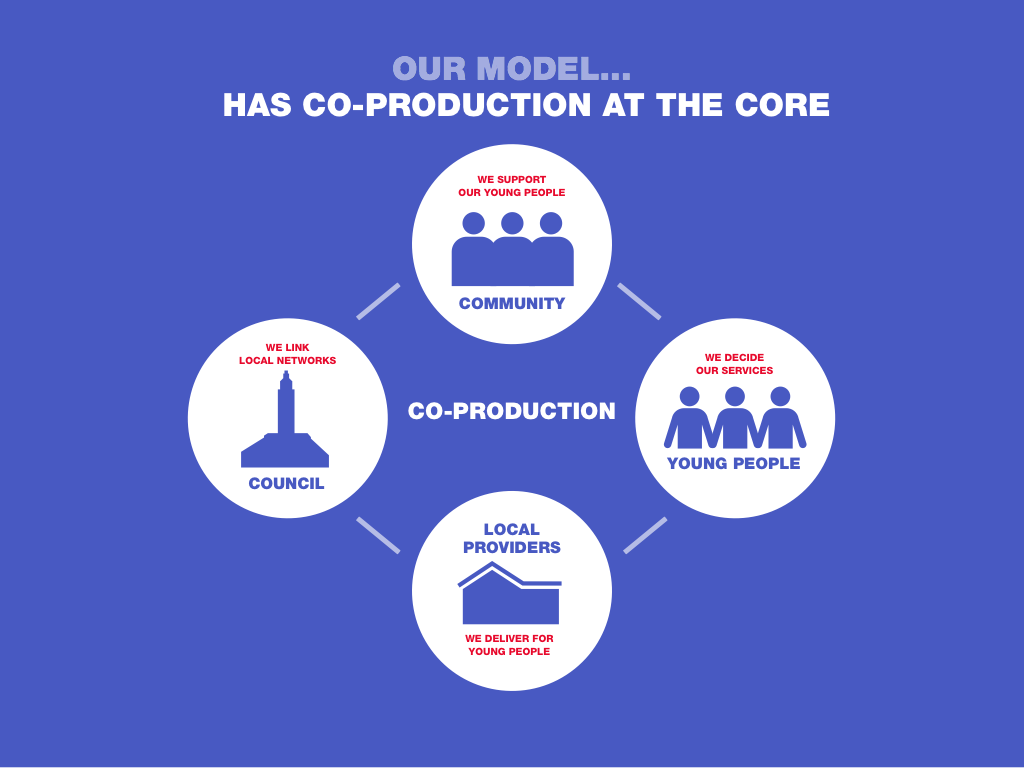 OUR MODEL...
HAS CO-PRODUCTION AT THE CORE
WE SUPPORT
OUR YOUNG PEOPLE
COMMUNITY
WE LINK
LOCAL NETWORKS
COUNCIL
CO-PRODUCTION
WE DECIDE
OUR SERVICES
YOUNG PEOPLE
LOCAL
PROVIDERS
WE DELIVER FOR
YOUNG PEOPLE